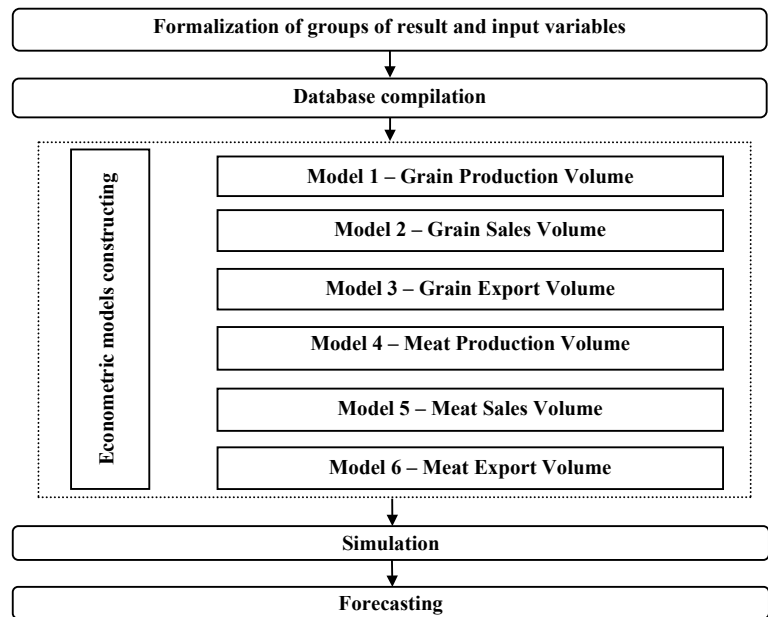 Formalization of groups of result and input variables
Database compilation
Econometric models constructing
Model 1 – Grain Production Volume
Model 2 – Grain Sales Volume
Model 3 – Grain Export Volume
Model 4 – Meat Production Volume
Model 5 – Meat Sales Volume
Model 6 – Meat Export Volume
Simulation
Forecasting